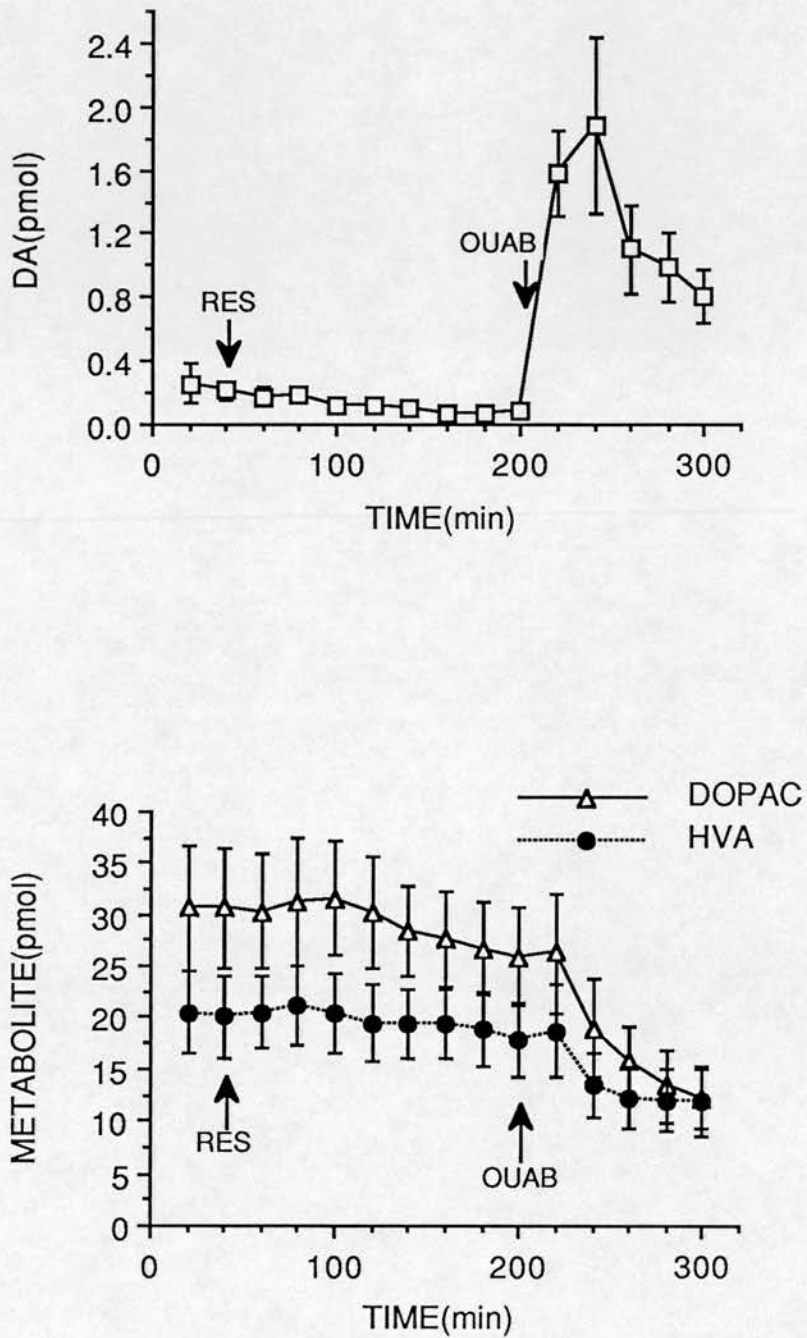 2.4
2.0
1.6
1.2
0.8
0.4
0.0
DA(pmol)
RES
OUAB
0 100 200 300
TIME(min)
DOPAC
HVA
40
35
30
25
20
15
10
5
0
METABOLITE(pmol)
RES
OUAB
0 100 200 300
TIME(min)